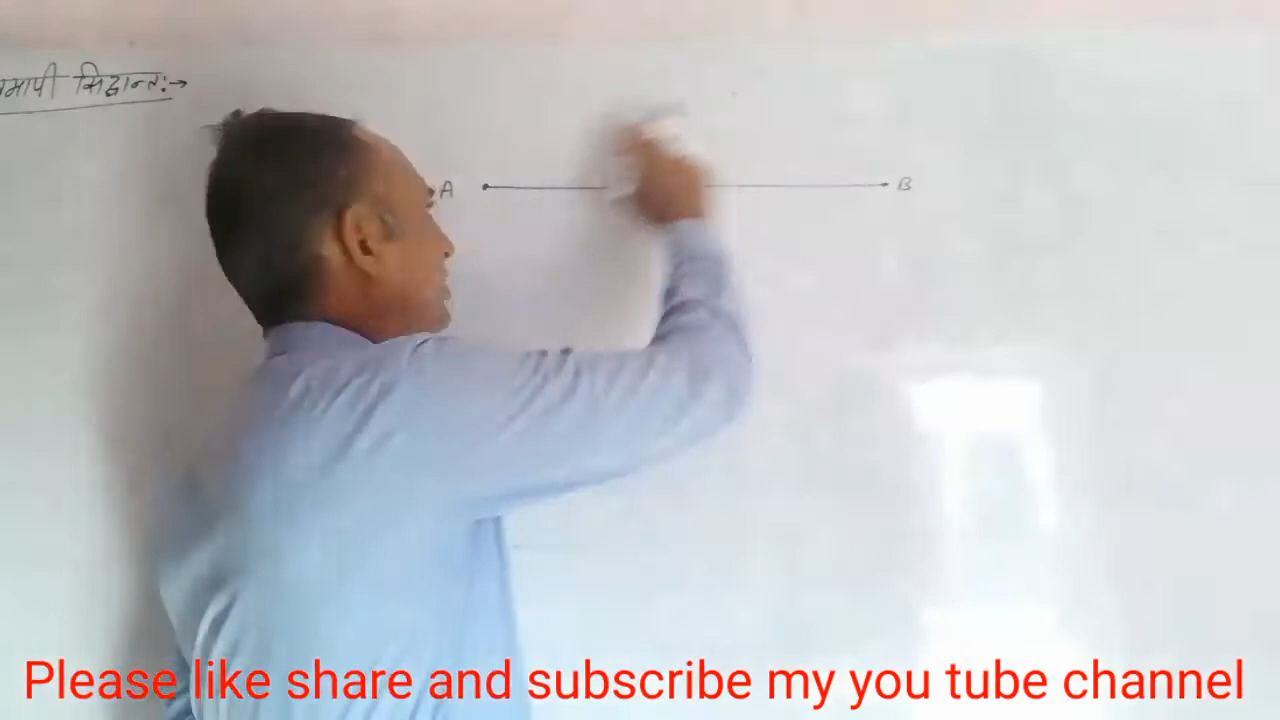 सिद्धान्त:→
A B
Please like share and subscribe my you tube channel